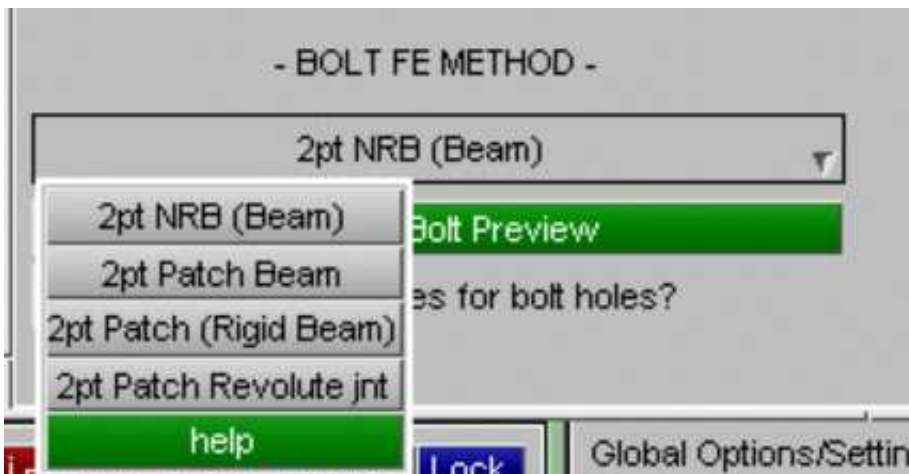 - BOLT FE METHOD -
2pt NRB (Beam)
2pt NRB (Beam)
Bolt Preview
2pt Patch Beam
es for bolt holes?
2pt Patch (Rigid Beam)
2pt Patch Revolute jnt
help
Lock
Global Options/Settin